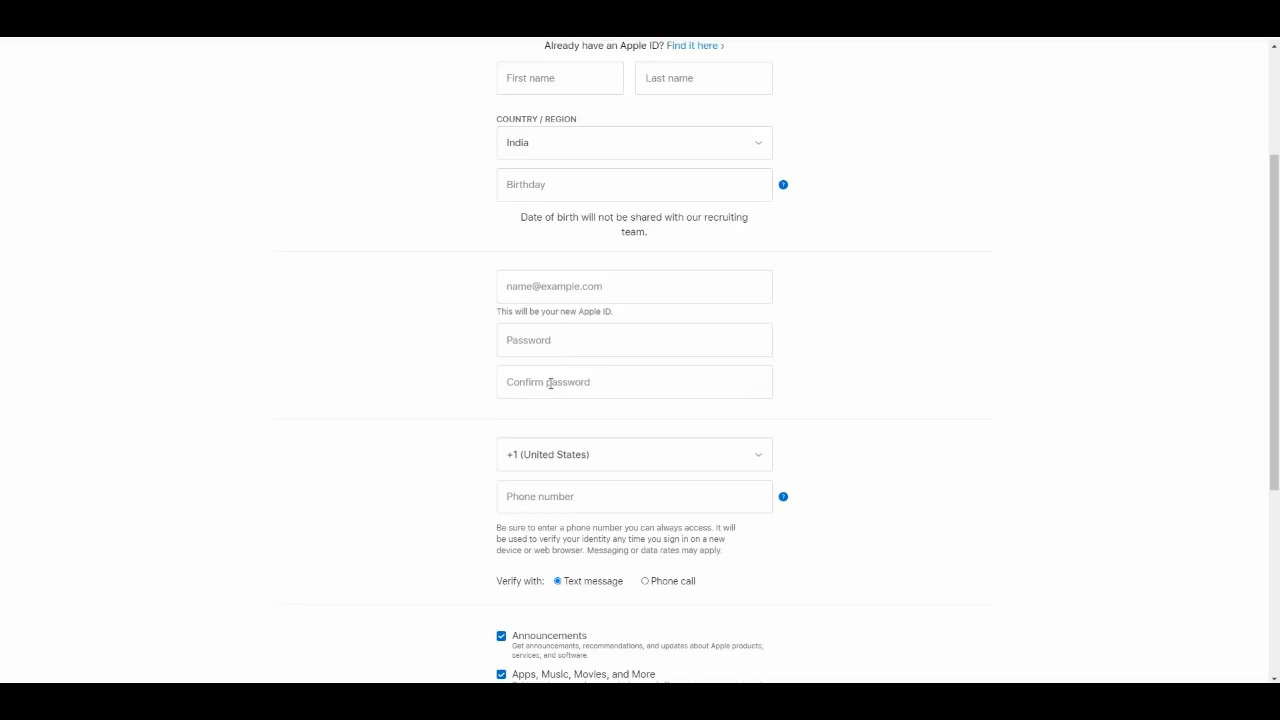 Already have an Apple ID? Find it here ›
First name
Last name
COUNTRY / REGION
India
Birthday
?
Date of birth will not be shared with our recruiting
team.
name@example.com
This will be your new Apple ID.
Password
Confirm password
+1 (United States)
Phone number
?
Be sure to enter a phone number you can always access. It will
be used to verify your identity any time you sign in on a new
device or web browser. Messaging or data rates may apply.
Verify with: Text message Phone call
Announcements
Get announcements, recommendations, and updates about Apple products,
services, and software.
Apps, Music, Movies, and More